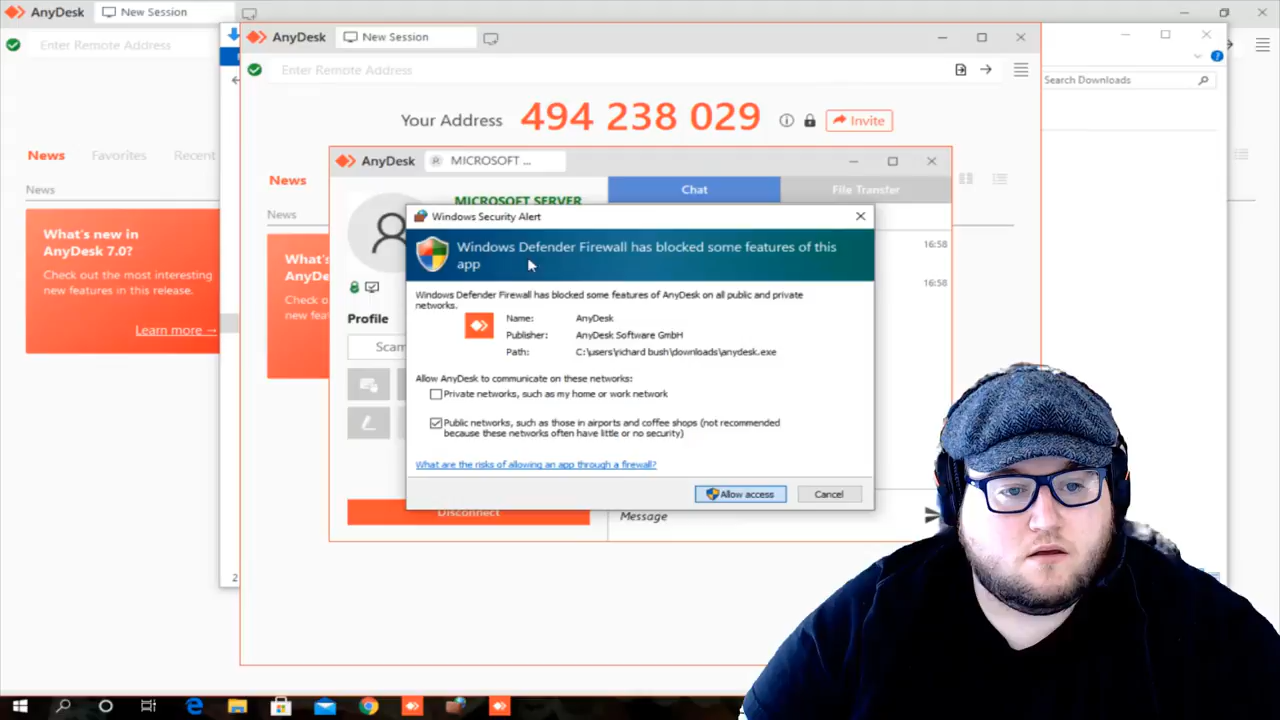 AnyDesk
New Session
Enter Remote Address
News
Favorites
Recent
News
What's new in
AnyDesk 7.0?
Check out the most interesting
new features in this release.
Learn more →
Search Downloads
AnyDesk
New Session
Enter Remote Address
Your Address
494 238 029
Invite
News
News
What's
AnyDe
Check o
new feat
AnyDesk
MICROSOFT ...
Chat
File Transfer
MICROSOFT SERVER
16:58
16:58
Profile
Scam
Disconnect
Message
Windows Security Alert
Windows Defender Firewall has blocked some features of this
app
Windows Defender Firewall has blocked some features of AnyDesk on all public and private
networks.
Name: AnyDesk
Publisher: AnyDesk Software GmbH
Path: C:\users\richard bush\downloads\anydesk.exe
Allow AnyDesk to communicate on these networks:
Private networks, such as my home or work network
Public networks, such as those in airports and coffee shops (not recommended
because these networks often have little or no security)
What are the risks of allowing an app through a firewall?
Allow access
Cancel
2